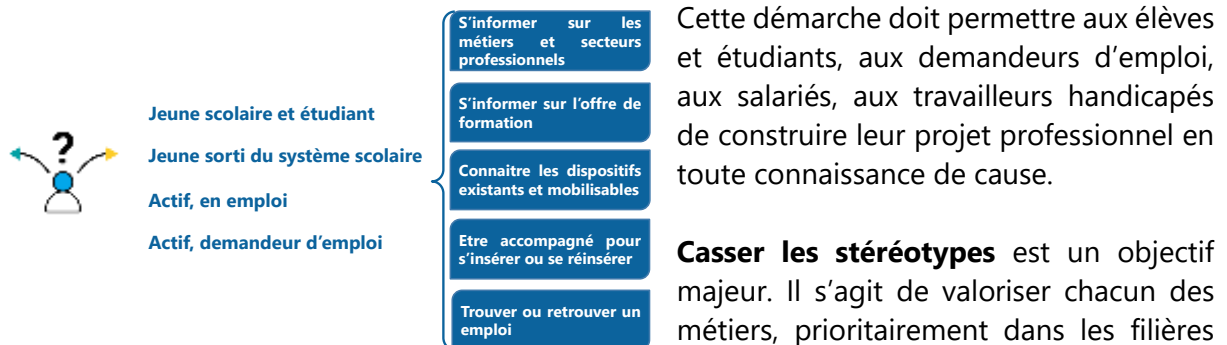 Jeune scolaire et étudiant
Jeune sorti du système scolaire
Actif, en emploi
Actif, demandeur d’emploi
?
S’informer sur les
métiers et secteurs
professionnels
S’informer sur l’offre de
formation
Connaitre les dispositifs
existants et mobilisables
Etre accompagné pour
s’insérer ou se réinsérer
Trouver ou retrouver un
emploi
Cette démarche doit permettre aux élèves
et étudiants, aux demandeurs d’emploi,
aux salariés, aux travailleurs handicapés
de construire leur projet professionnel en
toute connaissance de cause.
Casser les stéréotypes est un objectif
majeur. Il s’agit de valoriser chacun des
métiers, prioritairement dans les filières